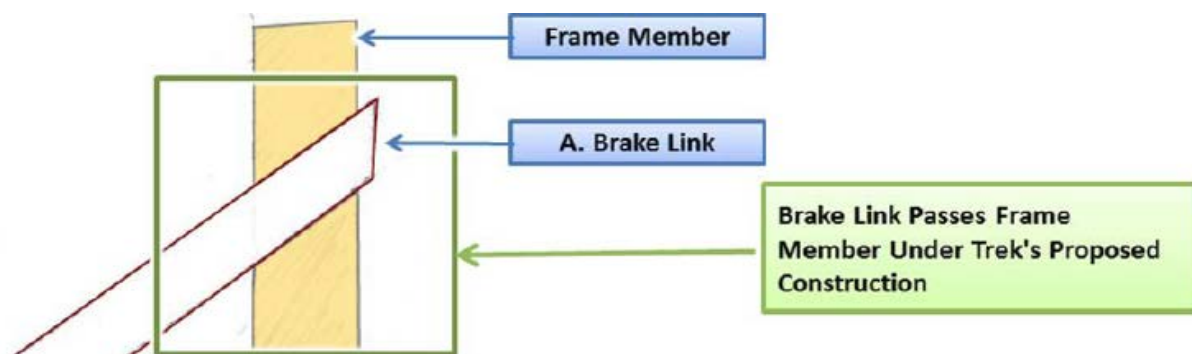 Frame Member
A. Brake Link
Brake Link Passes Frame
Member Under Trek's Proposed
Construction